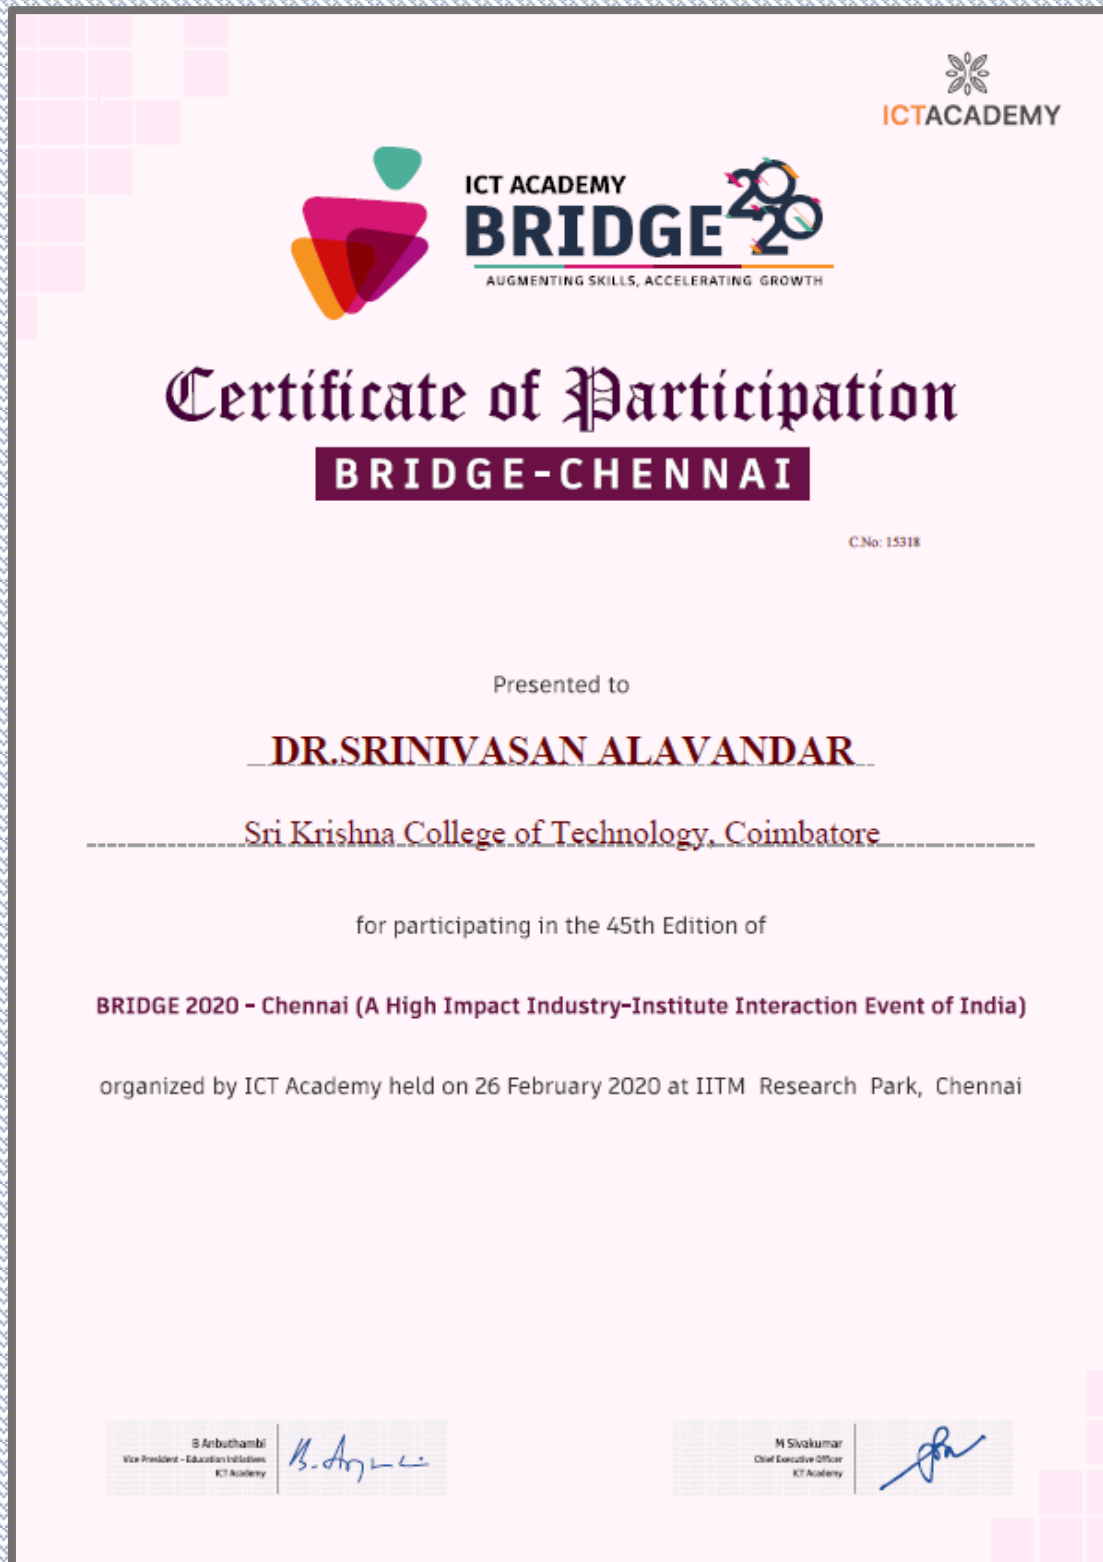 ICTACADEMY
ICT ACADEMY
BRIDGE 2020
AUGMENTING SKILLS, ACCELERATING GROWTH
Certificate of Participation
BRIDGE-CHENNAI
C.No: 15318
Presented to
DR.SRINIVASAN ALAVANDAR
Sri Krishna College of Technology, Coimbatore
for participating in the 45th Edition of
BRIDGE 2020 - Chennai (A High Impact Industry-Institute Interaction Event of India)
organized by ICT Academy held on 26 February 2020 at IITM Research Park, Chennai
B Anbuthambi
Vice President - Education Initiatives
ICT Academy
M Sivakumar
Chief Executive Officer
ICT Academy